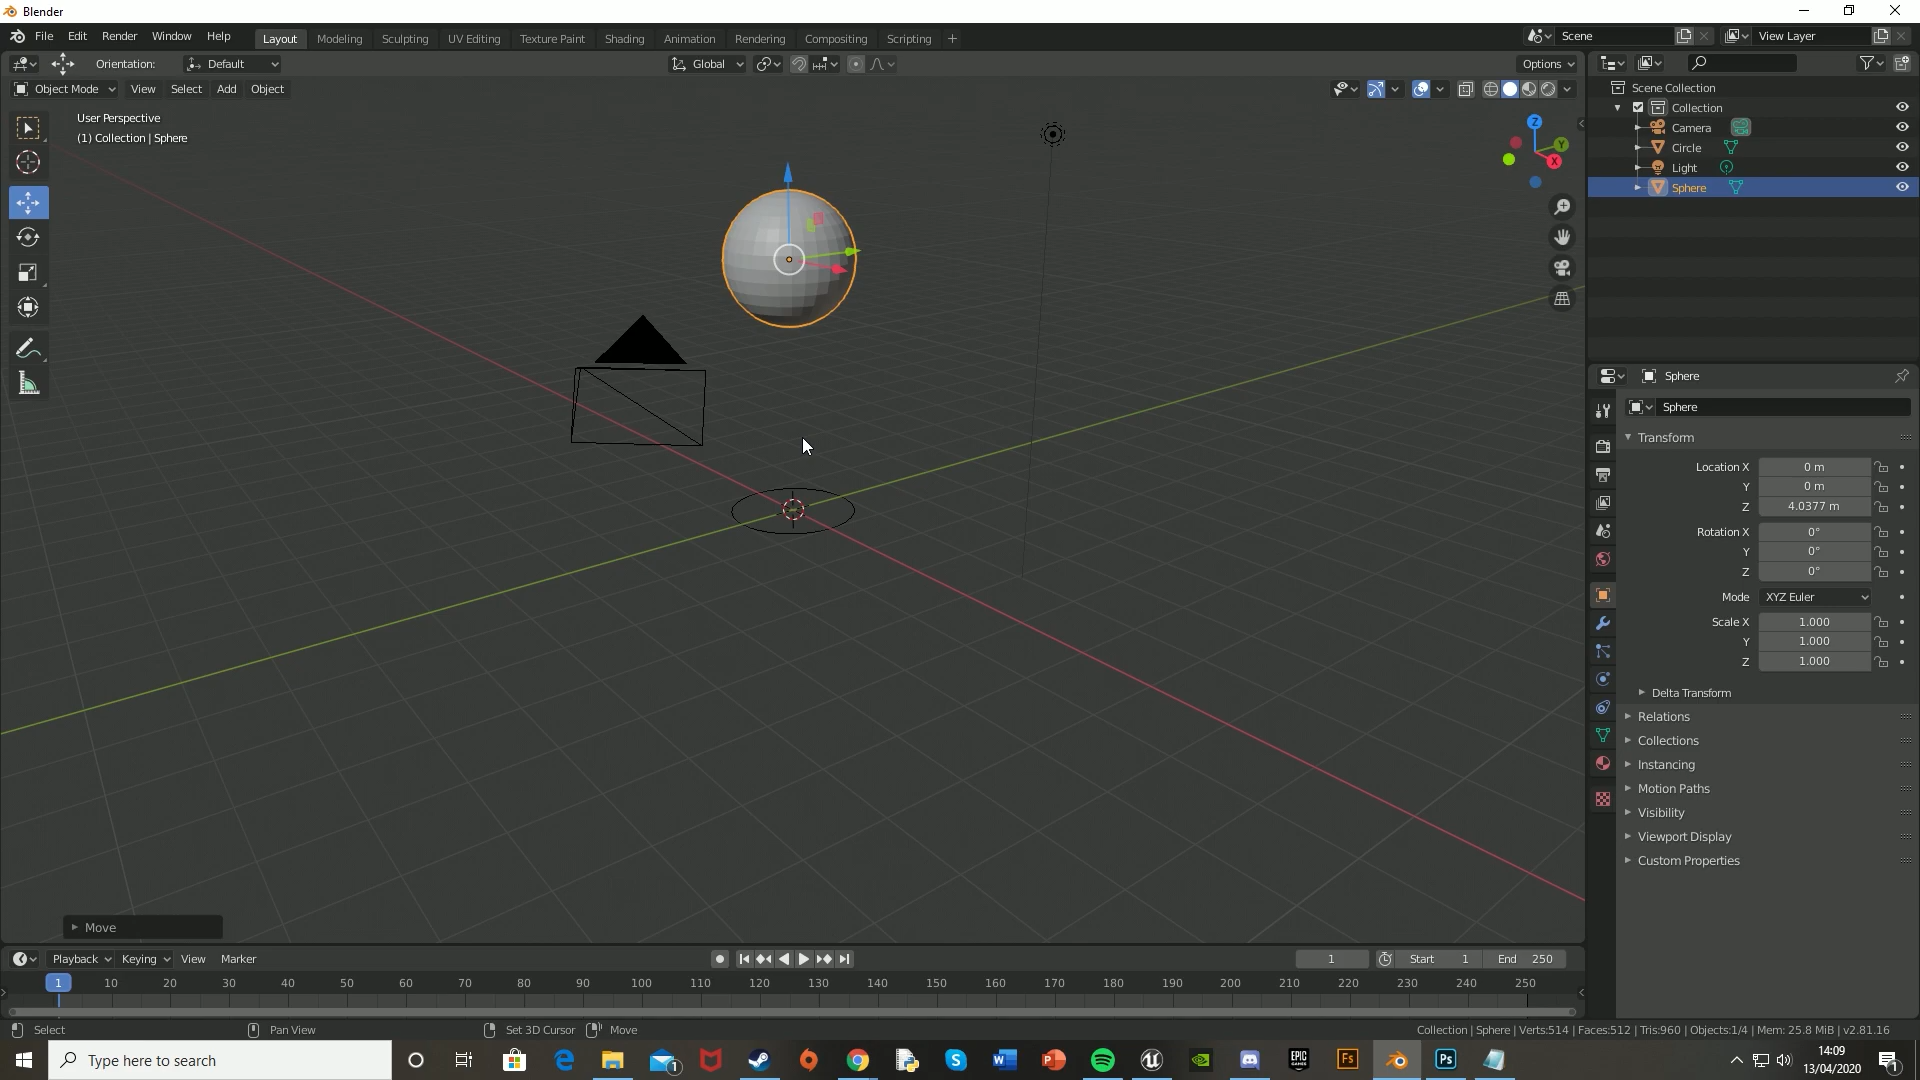 Blender
File Edit Render Window Help Layout Modeling Sculpting UV Editing Texture Paint Shading Animation Rendering Compositing Scripting + Scene View Layer
Orientation: Default Global Options
Object Mode View Select Add Object
User Perspective
(1) Collection | Sphere
Z
Y
X
Move
Scene Collection
Collection
Camera
Circle
Light
Sphere
Sphere
Sphere
Transform
Location X 0 m
Y 0 m
Z 4.0377 m
Rotation X 0°
Y 0°
Z 0°
Mode XYZ Euler
Scale X 1.000
Y 1.000
Z 1.000
Delta Transform
Relations
Collections
Instancing
Motion Paths
Visibility
Viewport Display
Custom Properties
Playback Keying View Marker 1 Start 1 End 250
1 10 20 30 40 50 60 70 80 90 100 110 120 130 140 150 160 170 180 190 200 210 220 230 240 250
Select Pan View Set 3D Cursor Move Collection | Sphere | Verts:514 | Faces:512 | Tris:960 | Objects:1/4 | Mem: 25.8 MiB | v2.81.16
Type here to search
1
EPIC GAMES
Fs
Ps
14:09
13/04/2020
1